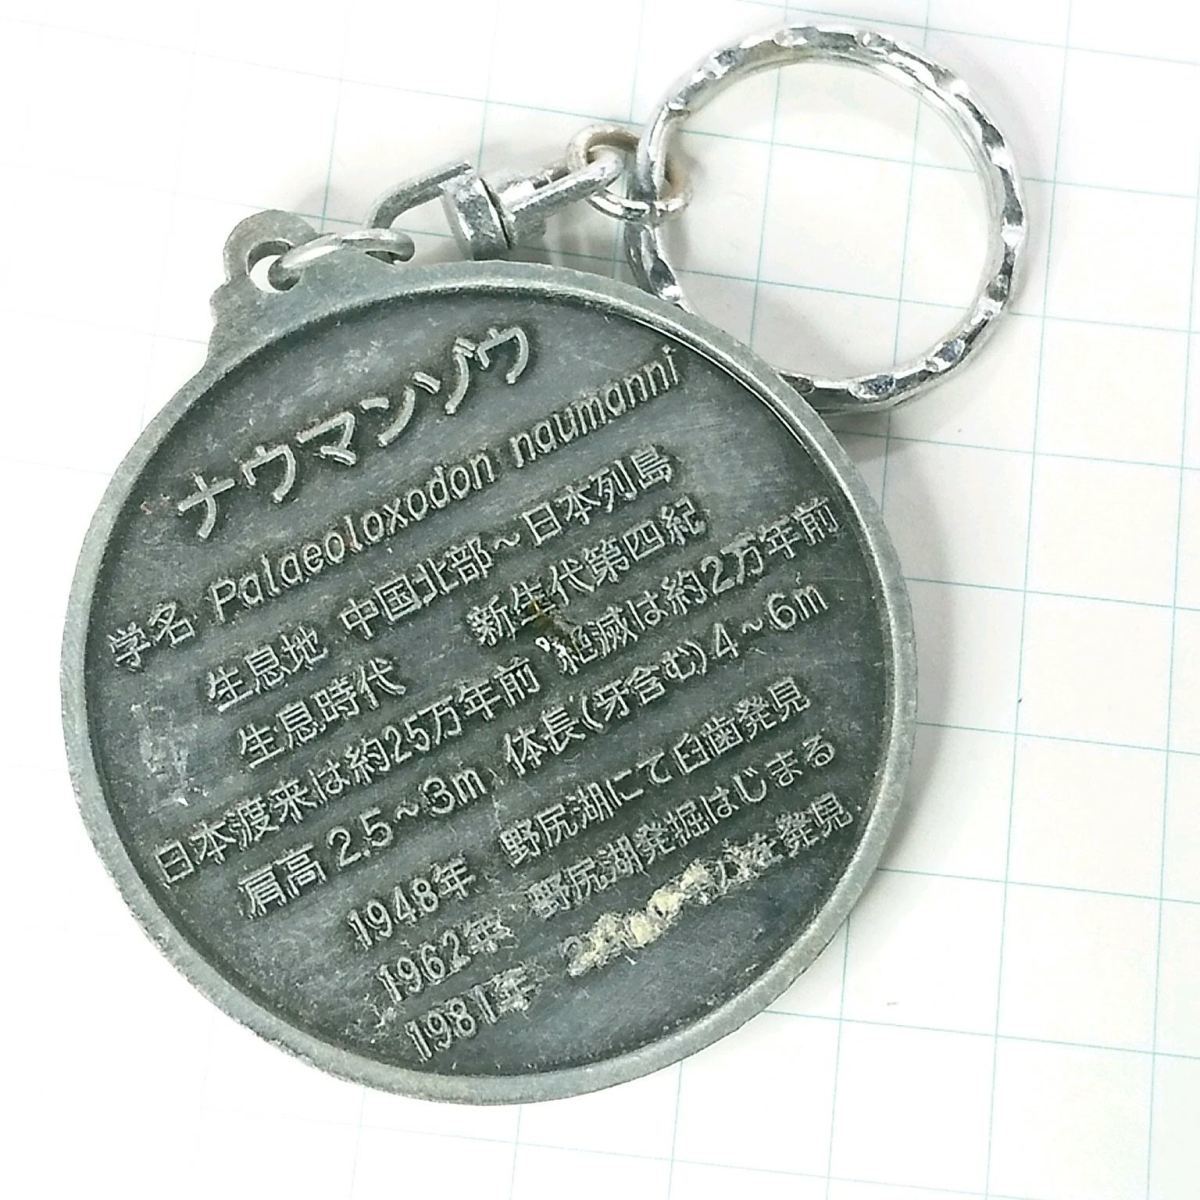 ナウマンゾウ
学名 Palaeoloxodon naumanni
生息地 中国北部～日本列島
生息時代 新生代第四紀
日本渡来は約25万年前 絶滅は約2万年前
肩高 2.5～3m 体長(牙含む)4～6m
1948年 野尻湖にて臼歯発見
1962年 野尻湖発掘はじまる
1981年 を発見